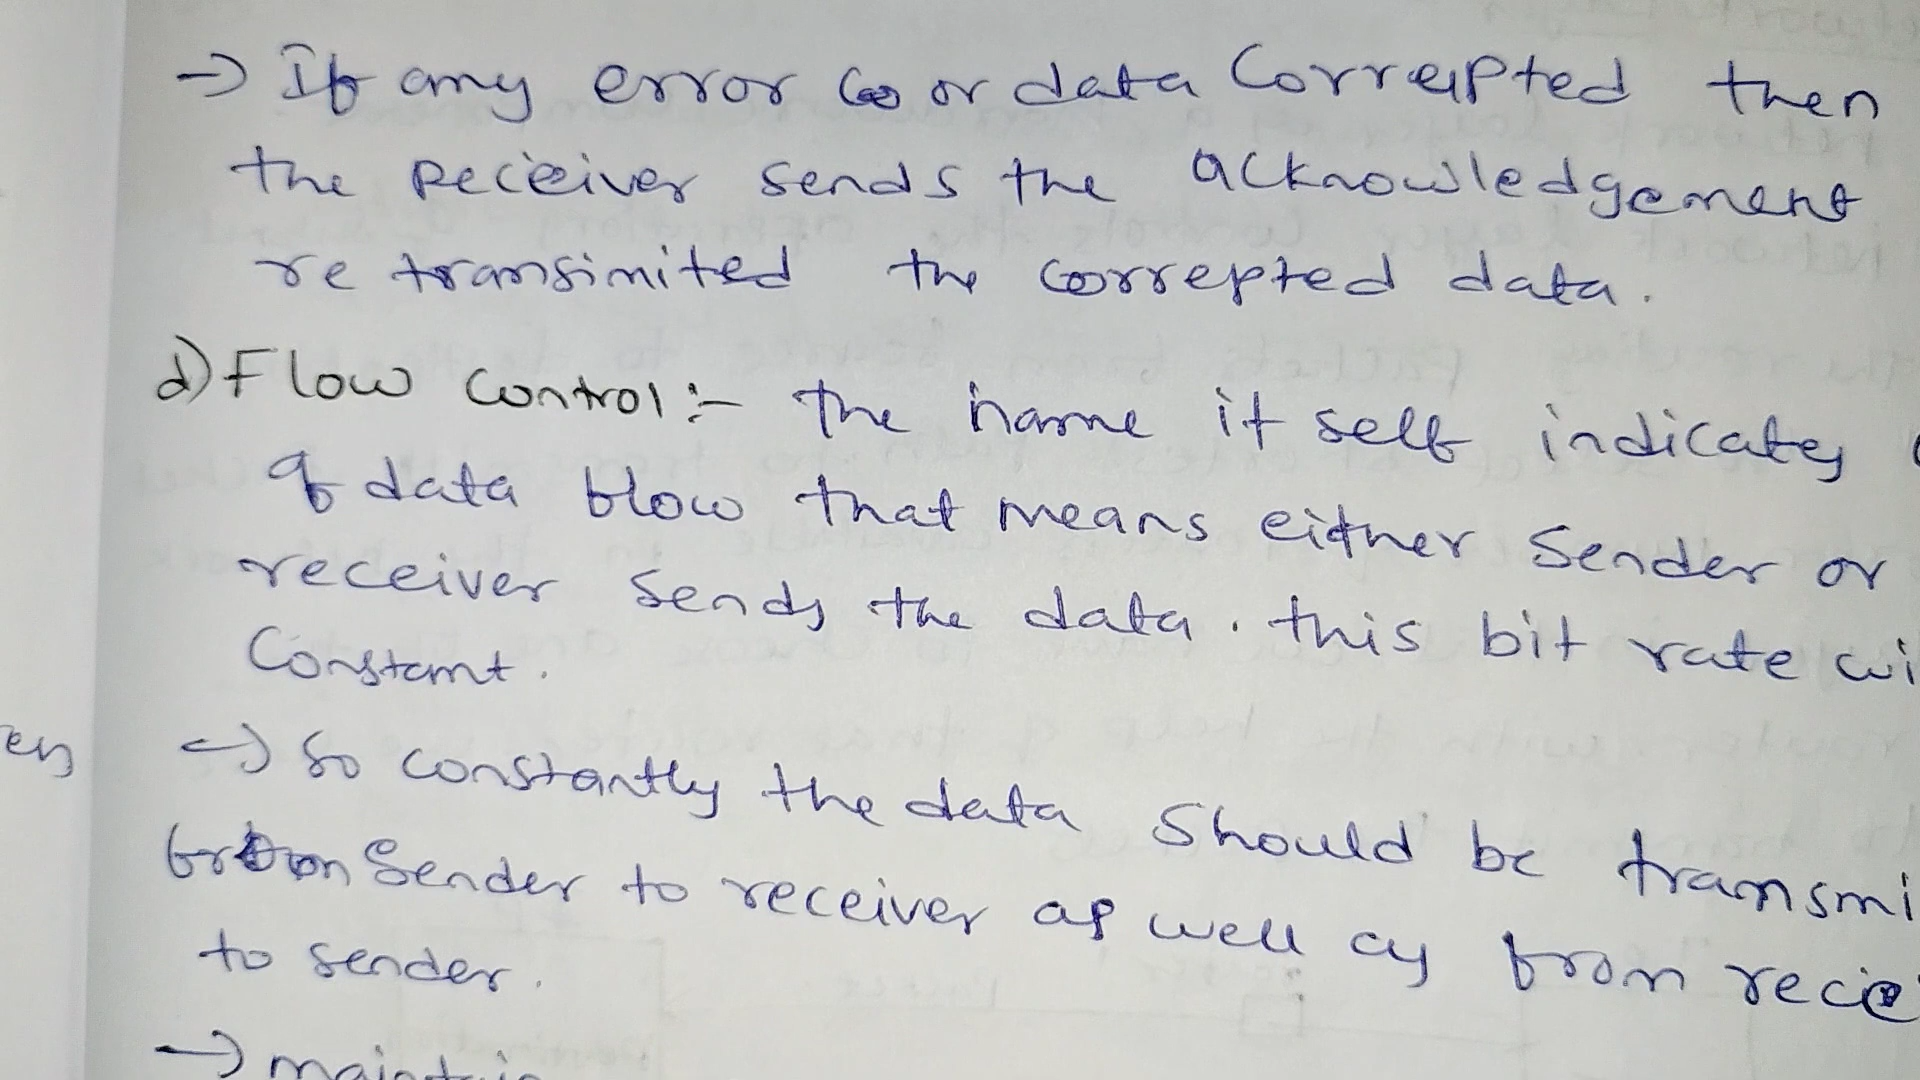 → If any error or data Correupted then
the Receiver sends the acknowledgement
re transimited the correpted data.
d) Flow control :- the name it self indicates
of data flow that means either Sender or
receiver sends the data. this bit rate wi
Constant.
→ So constantly the data Should be transmi
from Sender to receiver as well as from recie
to sender.
→ maintain